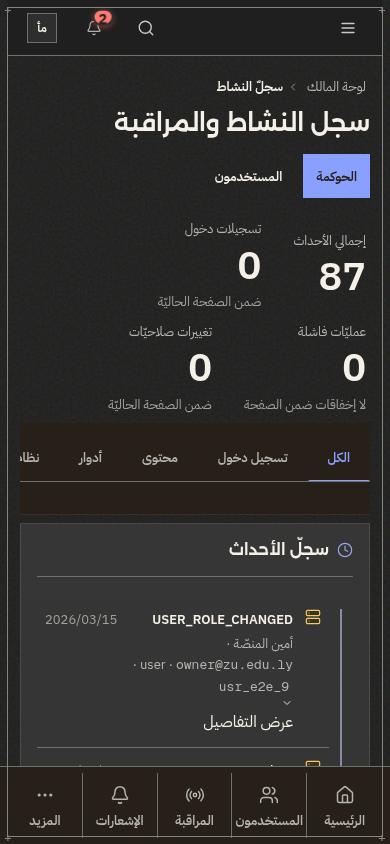 مأ
2
لوحة المالك › سجلّ النشاط
سجل النشاط والمراقبة
الحوكمة
المستخدمون
إجمالي الأحداث
87
تسجيلات دخول
0
ضمن الصفحة الحاليّة
عمليّات فاشلة
0
لا إخفاقات ضمن الصفحة
تغييرات صلاحيّات
0
ضمن الصفحة الحاليّة
الكل تسجيل دخول محتوى أدوار نظا
سجلّ الأحداث
USER_ROLE_CHANGED 2026/03/15
أمين المنصّة ·
owner@zu.edu.ly · user ·
usr_e2e_9
عرض التفاصيل
الرئيسية المستخدمون المراقبة الإشعارات المزيد